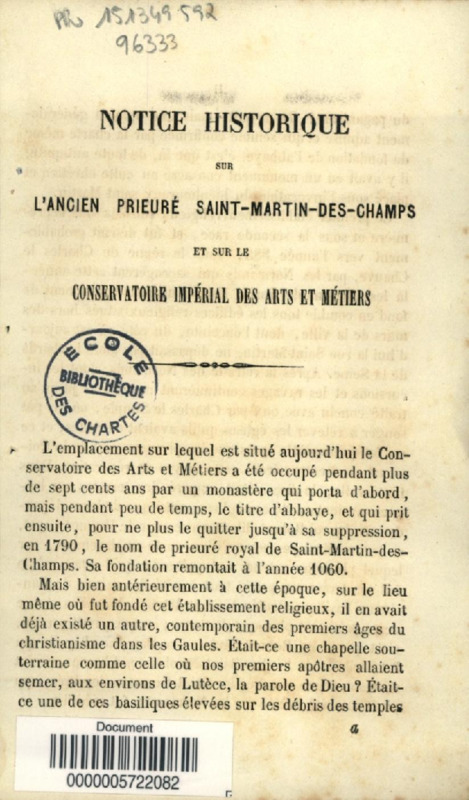 PR 151349592
96333
NOTICE HISTORIQUE
SUR
L'ANCIEN PRIEURÉ SAINT-MARTIN-DES-CHAMPS
ET SUR LE
CONSERVATOIRE IMPÉRIAL DES ARTS ET MÉTIERS
ÉCOLE
BIBLIOTHÈQUE
DES CHARTES
L'emplacement sur lequel est situé aujourd'hui le Con-
servatoire des Arts et Métiers a été occupé pendant plus
de sept cents ans par un monastère qui porta d'abord,
mais pendant peu de temps, le titre d'abbaye, et qui prit
ensuite, pour ne plus le quitter jusqu'à sa suppression,
en 1790, le nom de prieuré royal de Saint-Martin-des-
Champs. Sa fondation remontait à l'année 1060.
Mais bien antérieurement à cette époque, sur le lieu
même où fut fondé cet établissement religieux, il en avait
déjà existé un autre, contemporain des premiers âges du
christianisme dans les Gaules. Était-ce une chapelle sou-
terraine comme celle où nos premiers apôtres allaient
semer, aux environs de Lutèce, la parole de Dieu ? Était-
ce une de ces basiliques élevées sur les débris des temples
a
Document
0000005722082